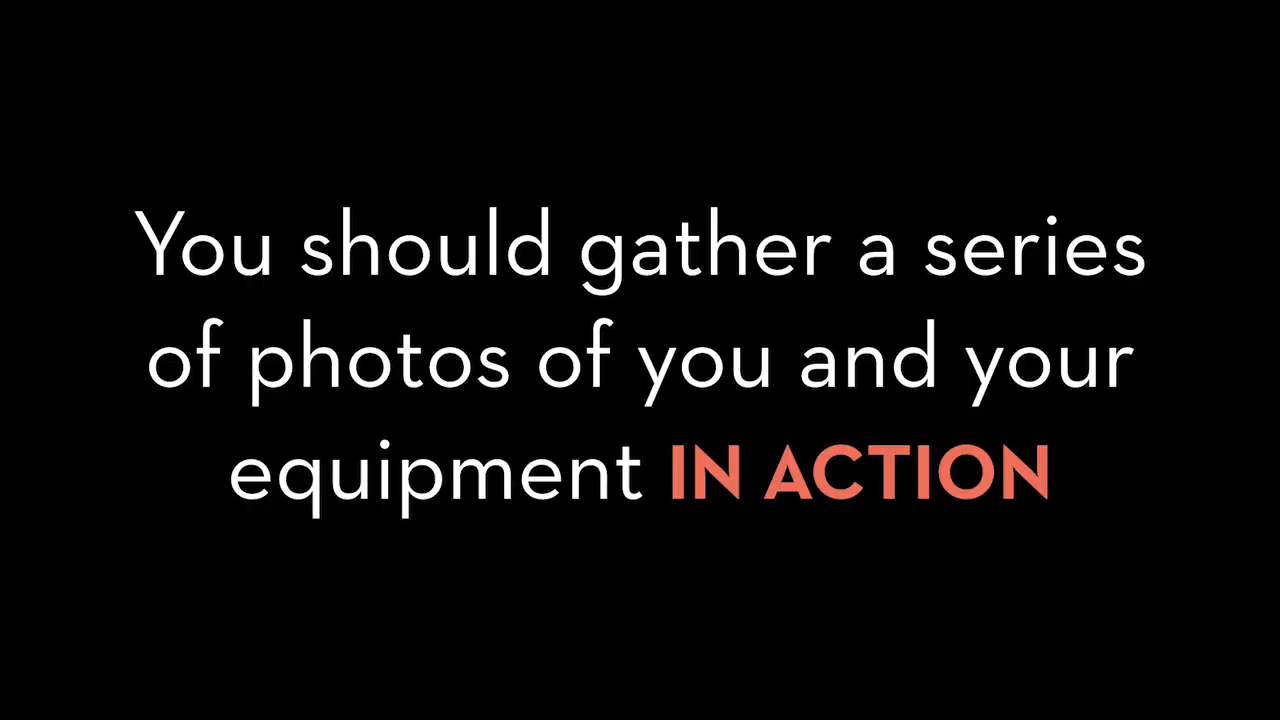 You should gather a series
of photos of you and your
equipment IN ACTION